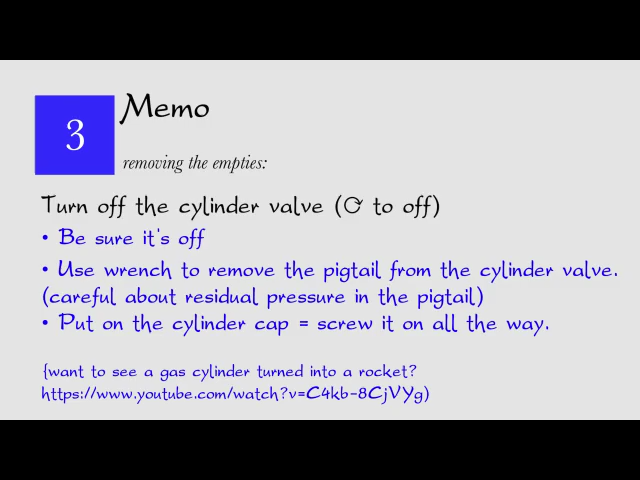 3
Memo
removing the empties:
Turn off the cylinder valve (⟳ to off)
• Be sure it's off
• Use wrench to remove the pigtail from the cylinder valve.
(careful about residual pressure in the pigtail)
• Put on the cylinder cap = screw it on all the way.
{want to see a gas cylinder turned into a rocket?
https://www.youtube.com/watch?v=C4kb-8CjVYg)